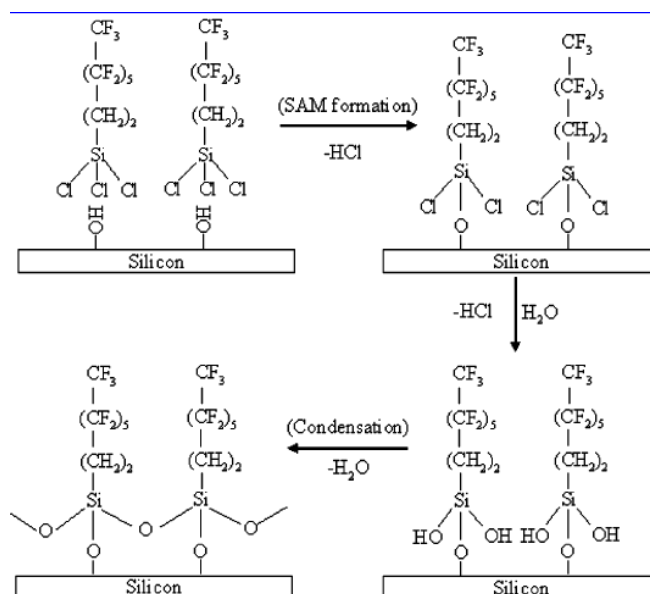 CF₃ CF₃
(CF₂)₅ (CF₂)₅
(CH₂)₂ (CH₂)₂
Si Si
Cl Cl Cl Cl Cl Cl
HO HO
Silicon
(SAM formation)
-HCl
CF₃ CF₃
(CF₂)₅ (CF₂)₅
(CH₂)₂ (CH₂)₂
Si Si
Cl Cl Cl Cl
O O
Silicon
-HCl H₂O
CF₃ CF₃
(CF₂)₅ (CF₂)₅
(CH₂)₂ (CH₂)₂
Si Si
HO OH HO OH
O O
Silicon
(Condensation)
-H₂O
CF₃ CF₃
(CF₂)₅ (CF₂)₅
(CH₂)₂ (CH₂)₂
Si Si
O O O
O O
Silicon